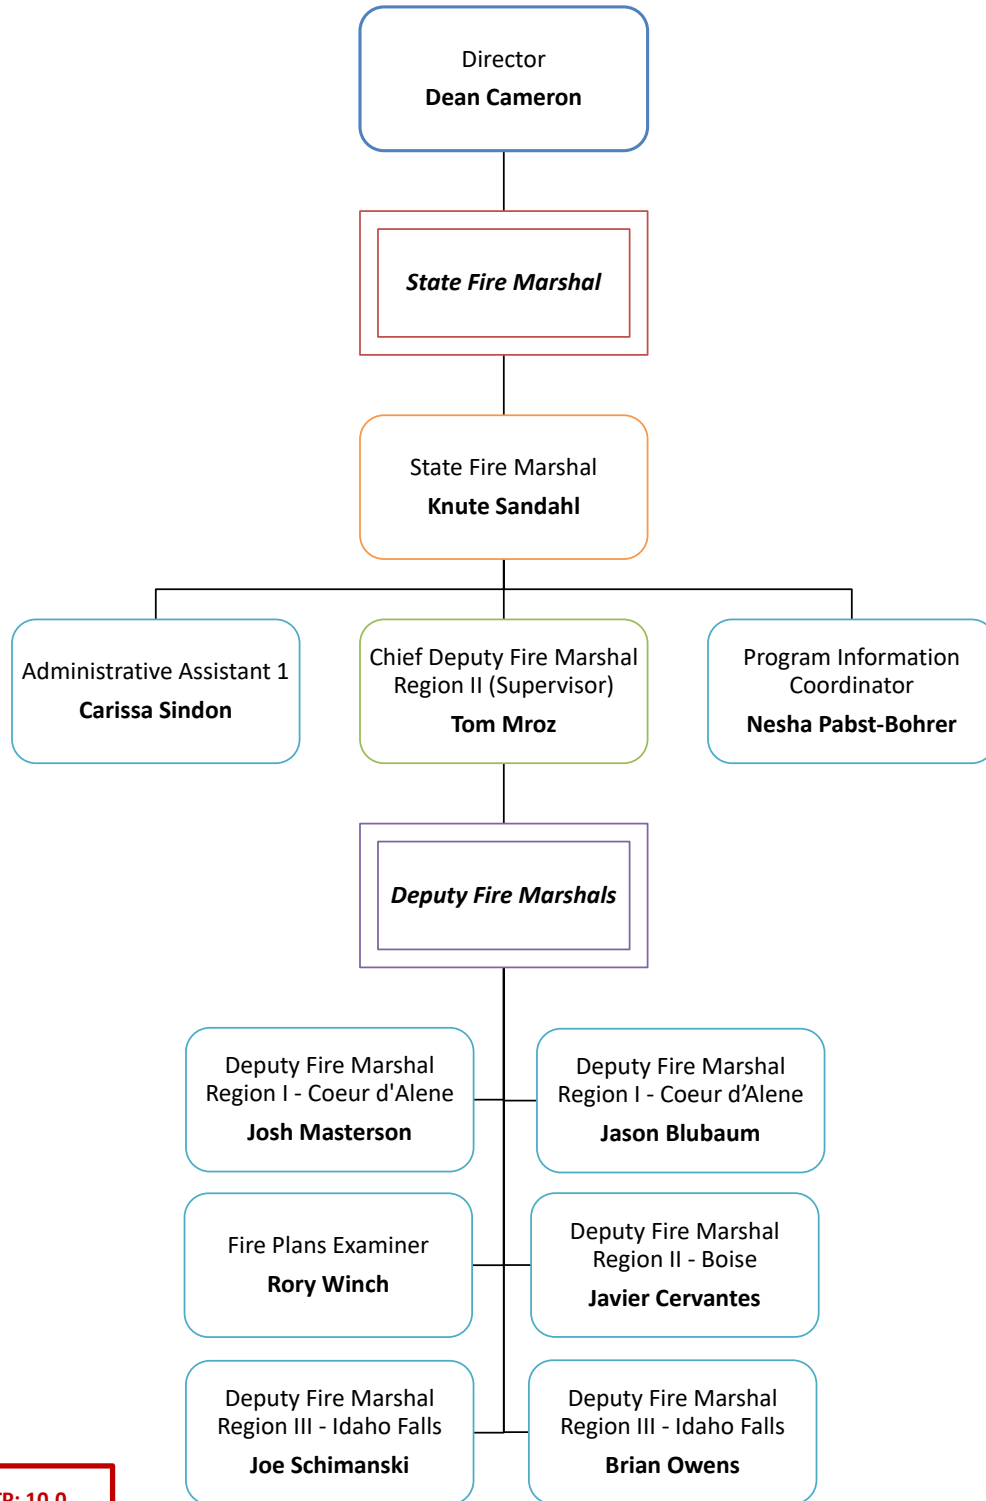 Director
Dean Cameron
State Fire Marshal
State Fire Marshal
Knute Sandahl
Administrative Assistant 1
Carissa Sindon
Chief Deputy Fire Marshal
Region II (Supervisor)
Tom Mroz
Program Information
Coordinator
Nesha Pabst-Bohrer
Deputy Fire Marshals
Deputy Fire Marshal
Region I - Coeur d'Alene
Josh Masterson
Deputy Fire Marshal
Region I - Coeur d’Alene
Jason Blubaum
Fire Plans Examiner
Rory Winch
Deputy Fire Marshal
Region II - Boise
Javier Cervantes
Deputy Fire Marshal
Region III - Idaho Falls
Joe Schimanski
Deputy Fire Marshal
Region III - Idaho Falls
Brian Owens
10.0